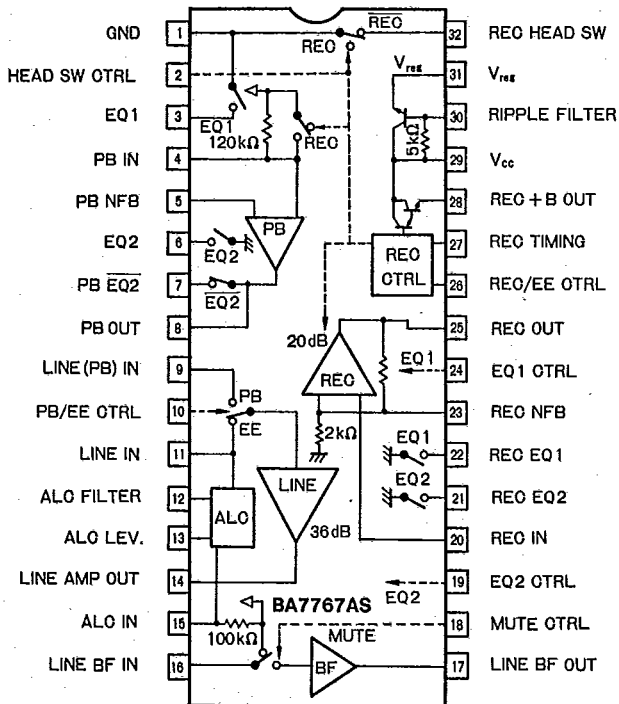 GND 1 REC REC 32 REC HEAD SW
HEAD SW CTRL 2 Vreg 31 Vreg
EQ1 3 EQ1 120kΩ REC 5kΩ 30 RIPPLE FILTER
PB IN 4 29 Vcc
PB NFB 5 PB 28 REC +B OUT
EQ2 6 EQ2 REC CTRL 27 REC TIMING
PB EQ2 7 EQ2 26 REC/EE CTRL
PB OUT 8 20dB 25 REC OUT
LINE(PB) IN 9 REC EQ1 24 EQ1 CTRL
PB/EE CTRL 10 PB EE 2kΩ 23 REC NFB
LINE IN 11 EQ1 22 REC EQ1
ALC FILTER 12 ALC LINE EQ2 21 REC EQ2
ALC LEV. 13 36dB 20 REC IN
LINE AMP OUT 14 EQ2 19 EQ2 CTRL
BA7767AS
ALC IN 15 100kΩ MUTE 18 MUTE CTRL
LINE BF IN 16 BF 17 LINE BF OUT